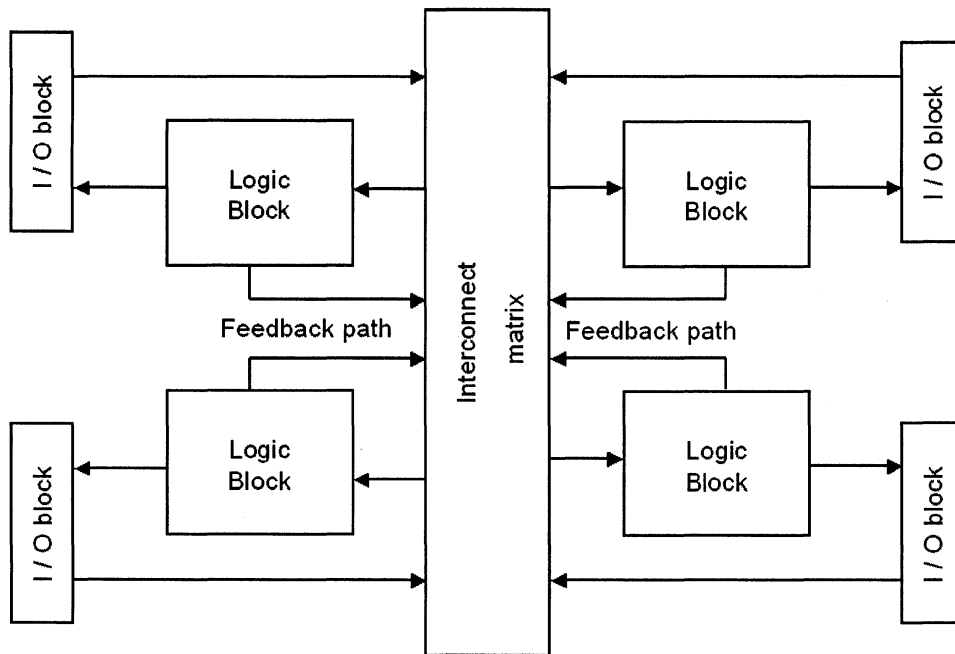 I / O block
Logic
Block
Interconnect
matrix
Logic
Block
I / O block
Feedback path
Feedback path
I / O block
Logic
Block
Logic
Block
I / O block